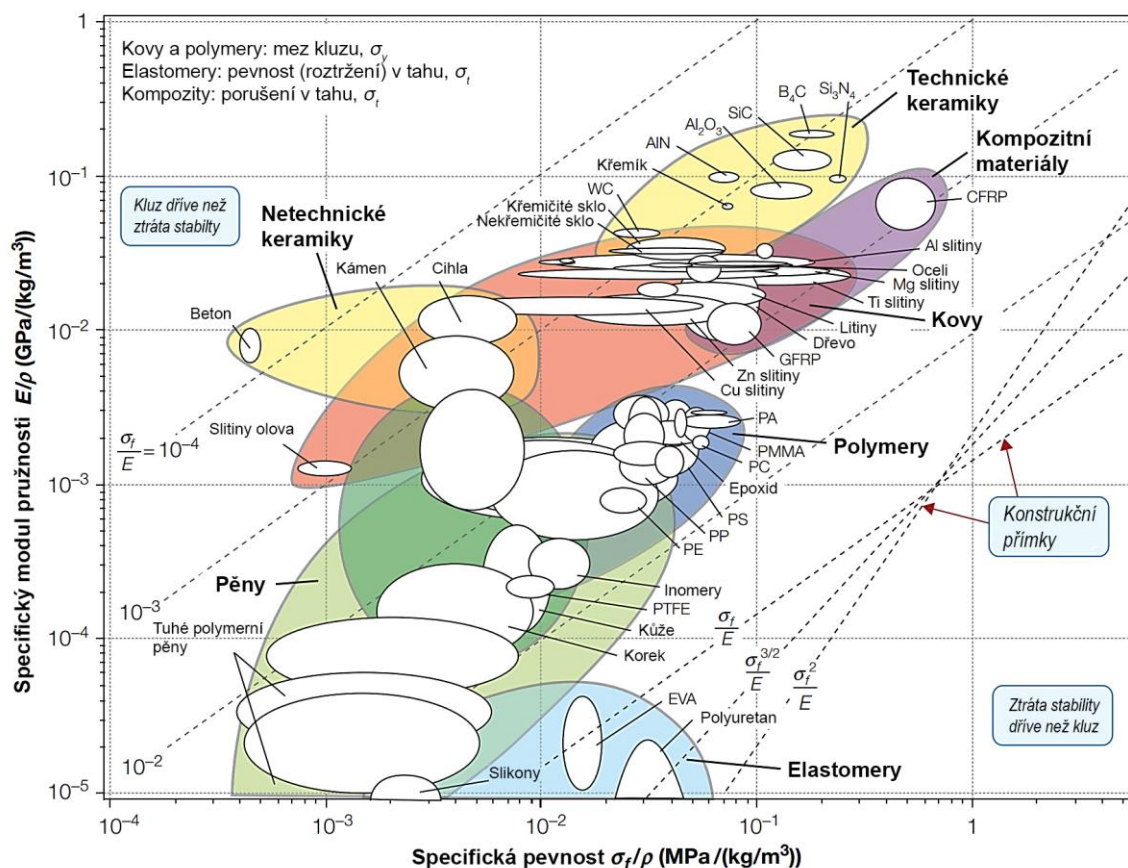 Kovy a polymery: mez kluzu, σy
Elastomery: pevnost (roztržení) v tahu, σt
Kompozity: porušení v tahu, σt
Specifický modul pružnosti E/ρ (GPa/(kg/m³))
1
10⁻¹
10⁻²
10⁻³
10⁻⁴
10⁻⁵
Technické
keramiky
Si₃N₄
B₄C
SiC
Al₂O₃
AlN
Křemík
WC
Křemičité sklo
Nekřemičité sklo
Kompozitní
materiály
CFRP
Kluz dříve než
ztráta stabilty
Netechnické
keramiky
Kámen
Cihla
Beton
Al slitiny
Oceli
Mg slitiny
Ti slitiny
Kovy
Litiny
Dřevo
GFRP
Zn slitiny
Cu slitiny
σf/E = 10⁻⁴
Slitiny olova
PA
Polymery
PMMA
PC
Epoxid
PS
PP
PE
Konstrukční
přímky
Pěny
Inomery
PTFE
Kůže
Korek
10⁻³
Tuhé polymerní
pěny
σf/E
σf^3/2/E
σf²/E
EVA
Polyuretan
Ztráta stability
dříve než kluz
10⁻²
Slikony
Elastomery
10⁻⁴
10⁻³
10⁻²
10⁻¹
1
Specifická pevnost σf/ρ (MPa/(kg/m³))